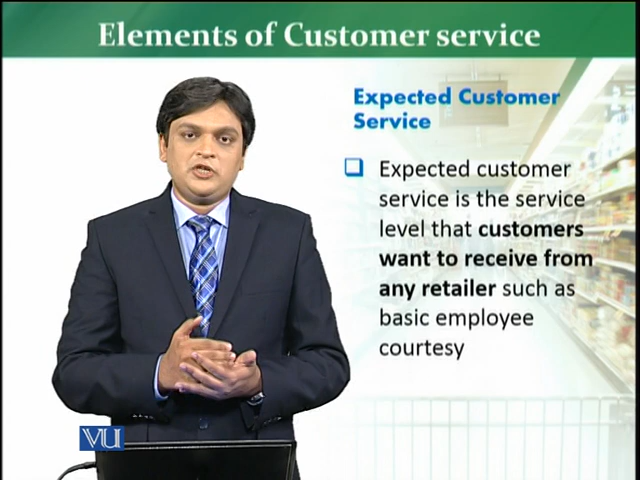 Elements of Customer service
Expected Customer
Service
Expected customer
service is the service
level that customers
want to receive from
any retailer such as
basic employee
courtesy
VU